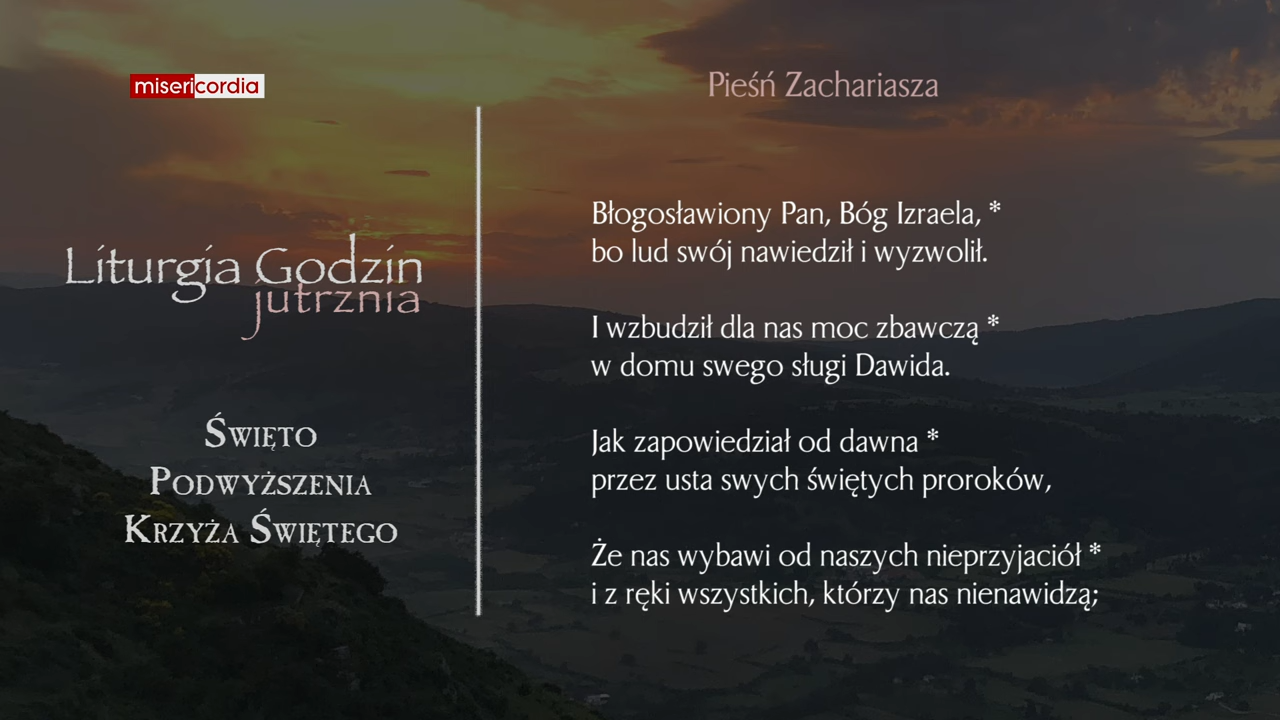 misericordia
Liturgia Godzin
jutrznia
Święto
Podwyższenia
Krzyża Świętego
Pieśń Zachariasza
Błogosławiony Pan, Bóg Izraela, *
bo lud swój nawiedził i wyzwolił.
I wzbudził dla nas moc zbawczą *
w domu swego sługi Dawida.
Jak zapowiedział od dawna *
przez usta swych świętych proroków,
Że nas wybawi od naszych nieprzyjaciół *
i z ręki wszystkich, którzy nas nienawidzą;